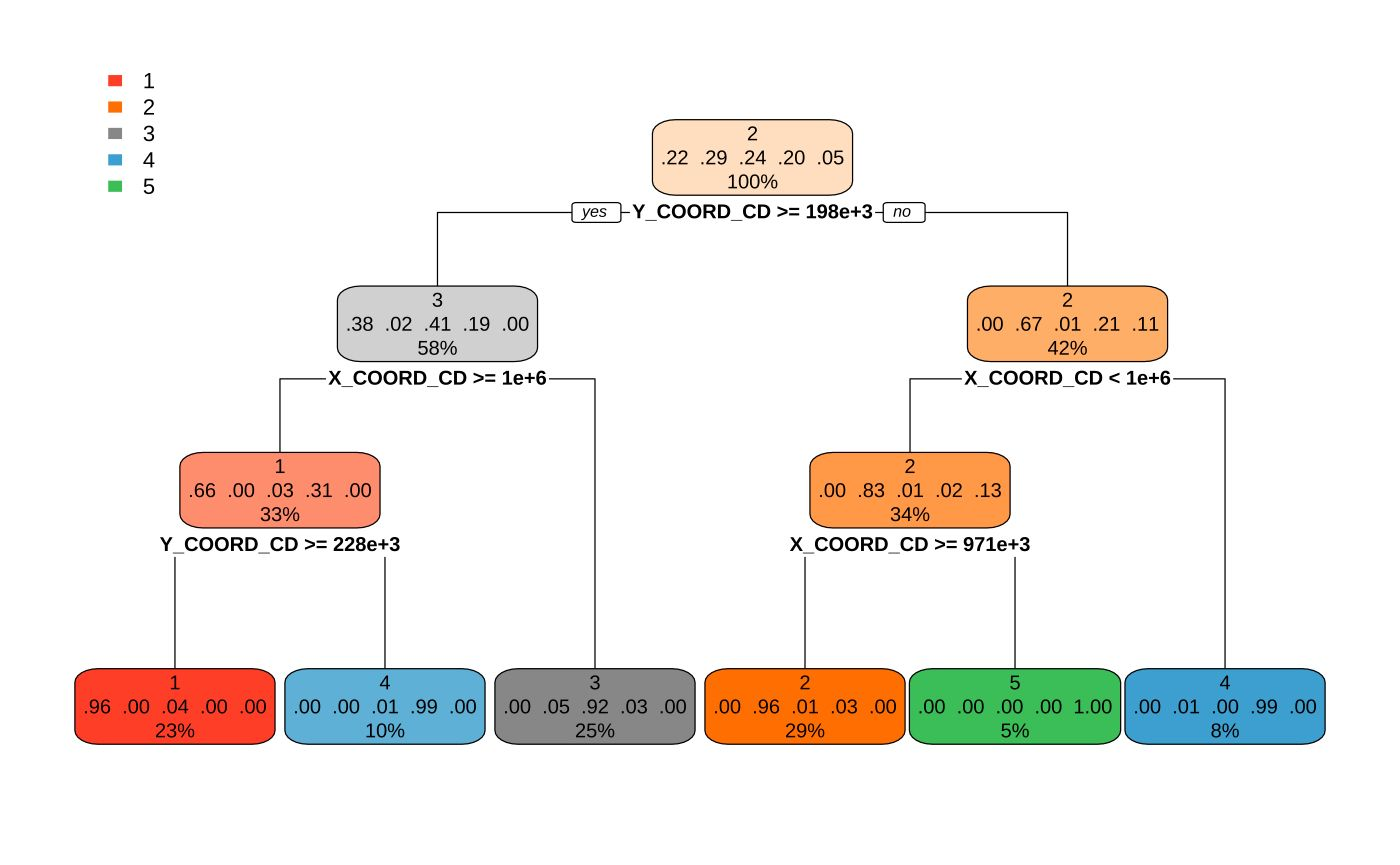 1
2
3
4
5
2
.22 .29 .24 .20 .05
100%
yes Y_COORD_CD >= 198e+3 no
3
.38 .02 .41 .19 .00
58%
2
.00 .67 .01 .21 .11
42%
X_COORD_CD >= 1e+6
X_COORD_CD < 1e+6
1
.66 .00 .03 .31 .00
33%
2
.00 .83 .01 .02 .13
34%
Y_COORD_CD >= 228e+3
X_COORD_CD >= 971e+3
1
.96 .00 .04 .00 .00
23%
4
.00 .00 .01 .99 .00
10%
3
.00 .05 .92 .03 .00
25%
2
.00 .96 .01 .03 .00
29%
5
.00 .00 .00 .00 1.00
5%
4
.00 .01 .00 .99 .00
8%